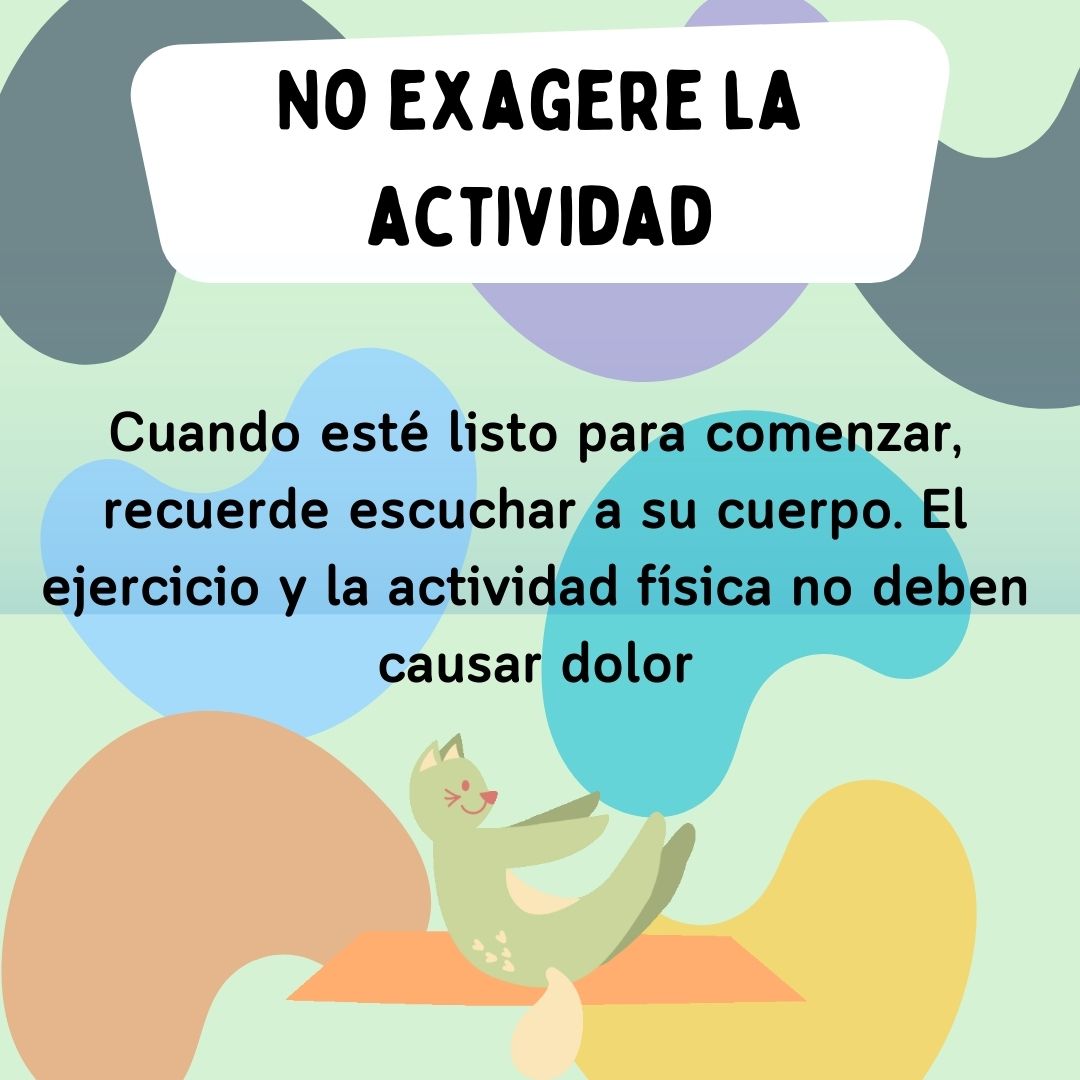 NO EXAGERE LA
ACTIVIDAD
Cuando esté listo para comenzar,
recuerde escuchar a su cuerpo. El
ejercicio y la actividad física no deben
causar dolor